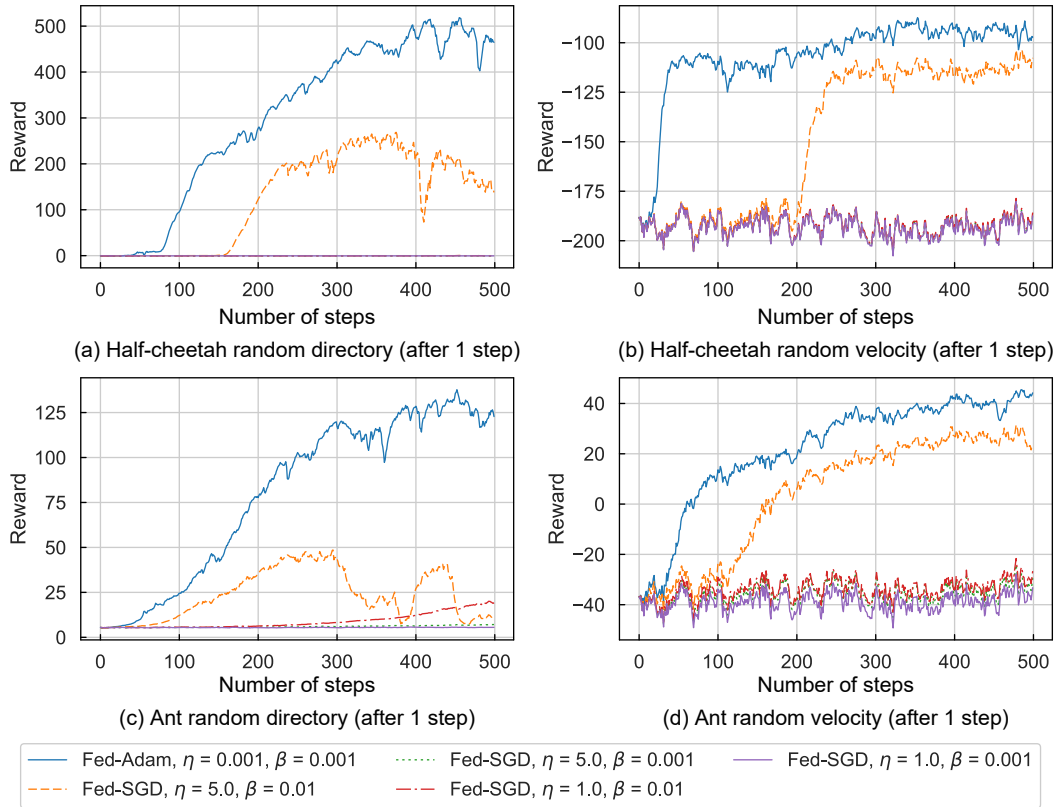 500
400
300
200
100
0
Reward
0 100 200 300 400 500
Number of steps
(a) Half-cheetah random directory (after 1 step)
−100
−125
−150
−175
−200
Reward
0 100 200 300 400 500
Number of steps
(b) Half-cheetah random velocity (after 1 step)
125
100
75
50
25
0
Reward
0 100 200 300 400 500
Number of steps
(c) Ant random directory (after 1 step)
40
20
0
−20
−40
Reward
0 100 200 300 400 500
Number of steps
(d) Ant random velocity (after 1 step)
Fed-Adam, η = 0.001, β = 0.001
Fed-SGD, η = 5.0, β = 0.01
Fed-SGD, η = 5.0, β = 0.001
Fed-SGD, η = 1.0, β = 0.01
Fed-SGD, η = 1.0, β = 0.001